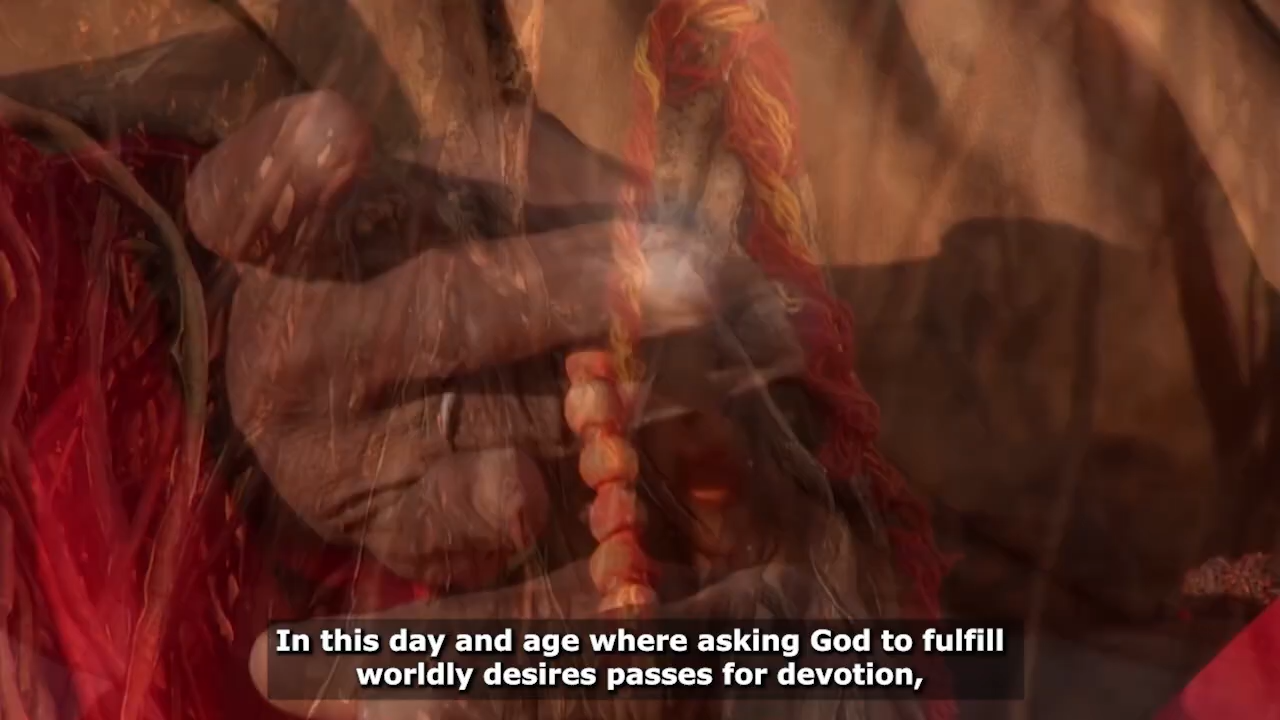 In this day and age where asking God to fulfill
worldly desires passes for devotion,